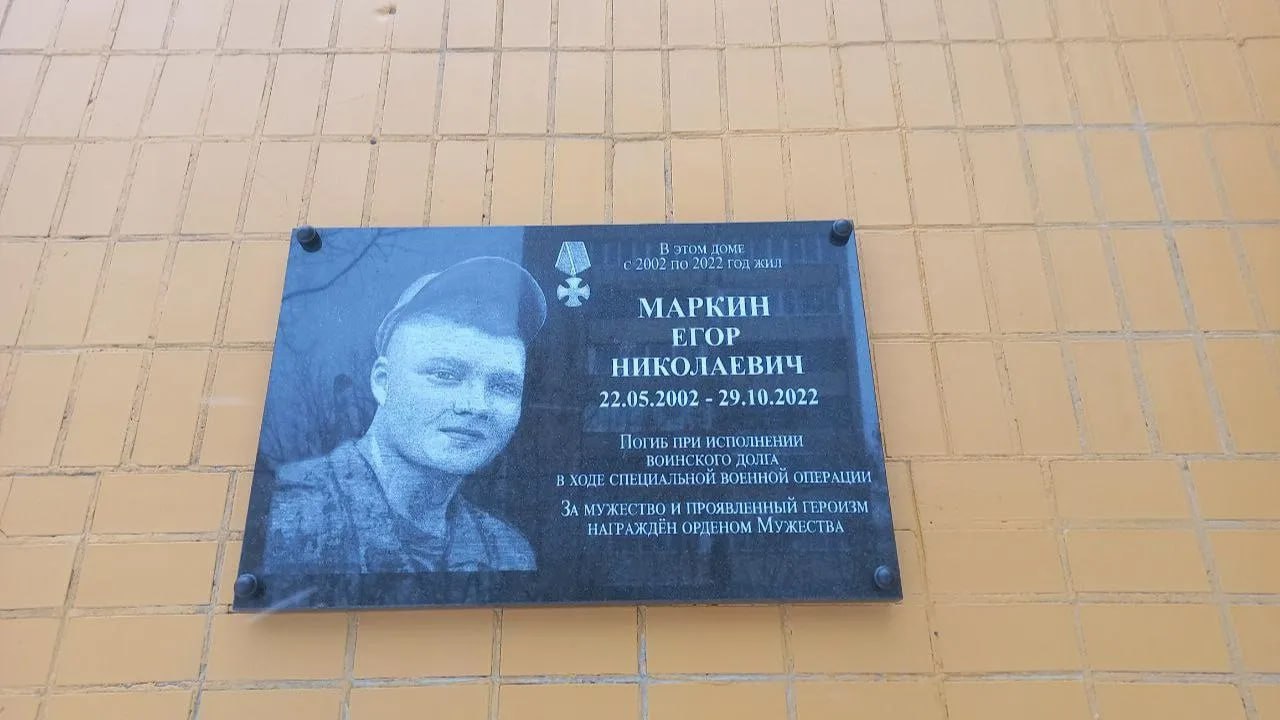 В этом доме
с 2002 по 2022 год жил
МАРКИН
ЕГОР
НИКОЛАЕВИЧ
22.05.2002 - 29.10.2022
Погиб при исполнении
воинского долга
в ходе специальной военной операции
За мужество и проявленный героизм
награждён орденом Мужества